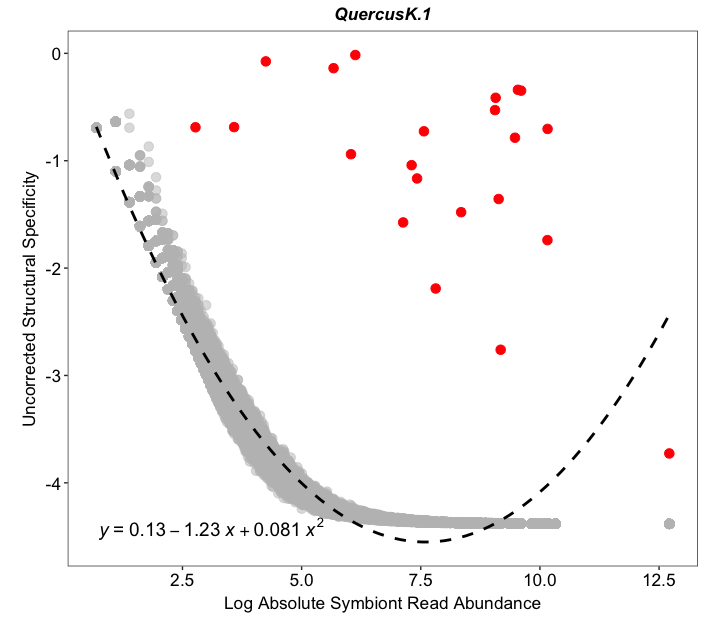 QuercusK.1
0
-1
-2
-3
-4
Uncorrected Structural Specificity
y = 0.13 – 1.23 x + 0.081 x²
2.5 5.0 7.5 10.0 12.5
Log Absolute Symbiont Read Abundance